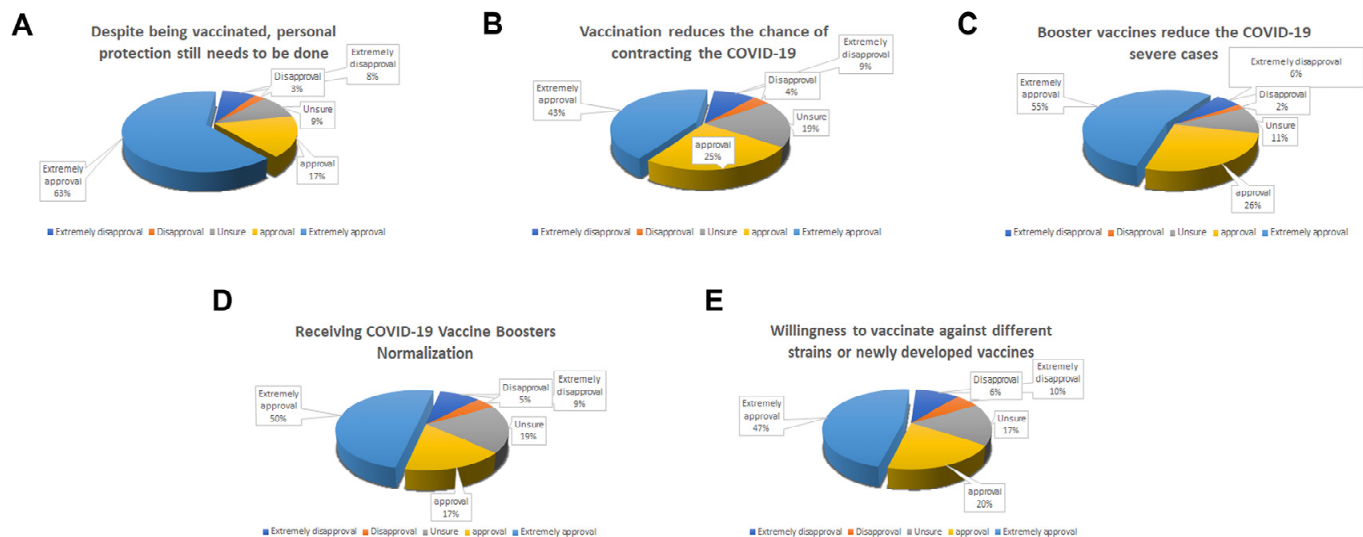 A
Despite being vaccinated, personal
protection still needs to be done
Extremely
disapproval
8%
Disapproval
3%
Unsure
9%
approval
17%
Extremely
approval
63%
Extremely disapproval Disapproval Unsure approval Extremely approval
B
Vaccination reduces the chance of
contracting the COVID-19
Extremely
disapproval
9%
Disapproval
4%
Unsure
19%
approval
25%
Extremely
approval
43%
Extremely disapproval Disapproval Unsure approval Extremely approval
C
Booster vaccines reduce the COVID-19
severe cases
Extremely disapproval
6%
Disapproval
2%
Unsure
11%
approval
26%
Extremely
approval
55%
Extremely disapproval Disapproval Unsure approval Extremely approval
D
Receiving COVID-19 Vaccine Boosters
Normalization
Disapproval
5%
Extremely
disapproval
9%
Unsure
19%
approval
17%
Extremely
approval
50%
Extremely disapproval Disapproval Unsure approval Extremely approval
E
Willingness to vaccinate against different
strains or newly developed vaccines
Disapproval
6%
Extremely
disapproval
10%
Unsure
17%
approval
20%
Extremely
approval
47%
Extremely disapproval Disapproval Unsure approval Extremely approval